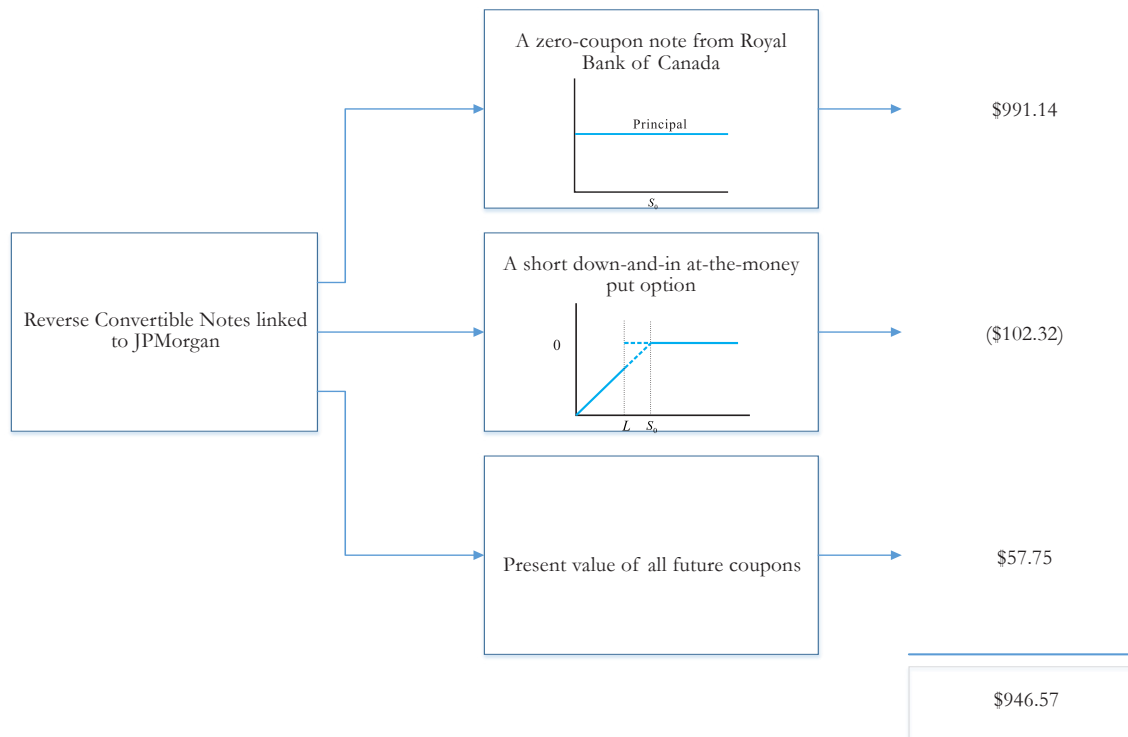 A zero-coupon note from Royal
Bank of Canada
Principal
S₀
$991.14
Reverse Convertible Notes linked
to JPMorgan
A short down-and-in at-the-money
put option
0
L S₀
($102.32)
Present value of all future coupons
$57.75
$946.57